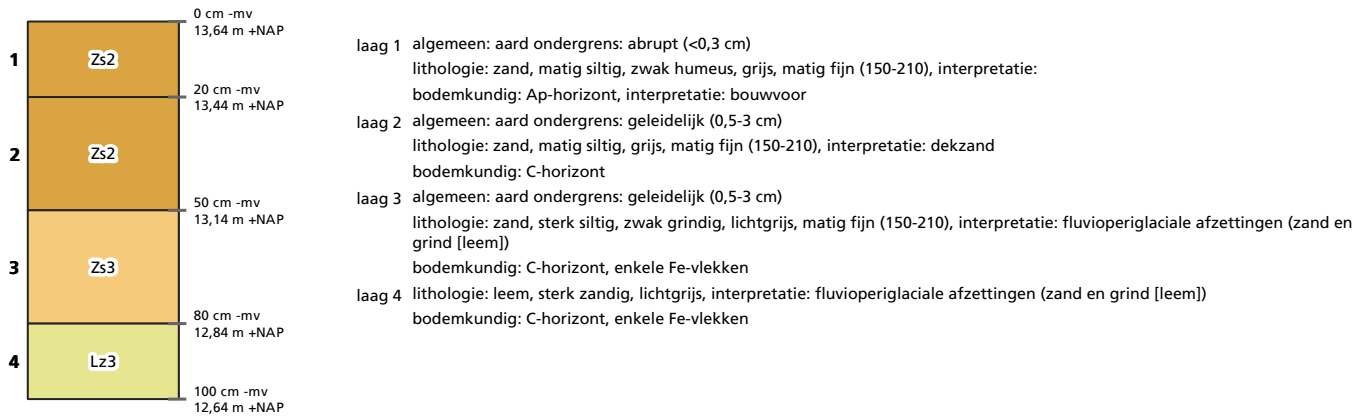 0 cm -mv
13,64 m +NAP
1
Zs2
20 cm -mv
13,44 m +NAP
2
Zs2
50 cm -mv
13,14 m +NAP
3
Zs3
80 cm -mv
12,84 m +NAP
4
Lz3
100 cm -mv
12,64 m +NAP
laag 1 algemeen: aard ondergrens: abrupt (<0,3 cm)
lithologie: zand, matig siltig, zwak humeus, grijs, matig fijn (150-210), interpretatie:
bodemkundig: Ap-horizont, interpretatie: bouwvoor
laag 2 algemeen: aard ondergrens: geleidelijk (0,5-3 cm)
lithologie: zand, matig siltig, grijs, matig fijn (150-210), interpretatie: dekzand
bodemkundig: C-horizont
laag 3 algemeen: aard ondergrens: geleidelijk (0,5-3 cm)
lithologie: zand, sterk siltig, zwak grindig, lichtgrijs, matig fijn (150-210), interpretatie: fluvioperiglaciale afzettingen (zand en
grind [leem])
bodemkundig: C-horizont, enkele Fe-vlekken
laag 4 lithologie: leem, sterk zandig, lichtgrijs, interpretatie: fluvioperiglaciale afzettingen (zand en grind [leem])
bodemkundig: C-horizont, enkele Fe-vlekken